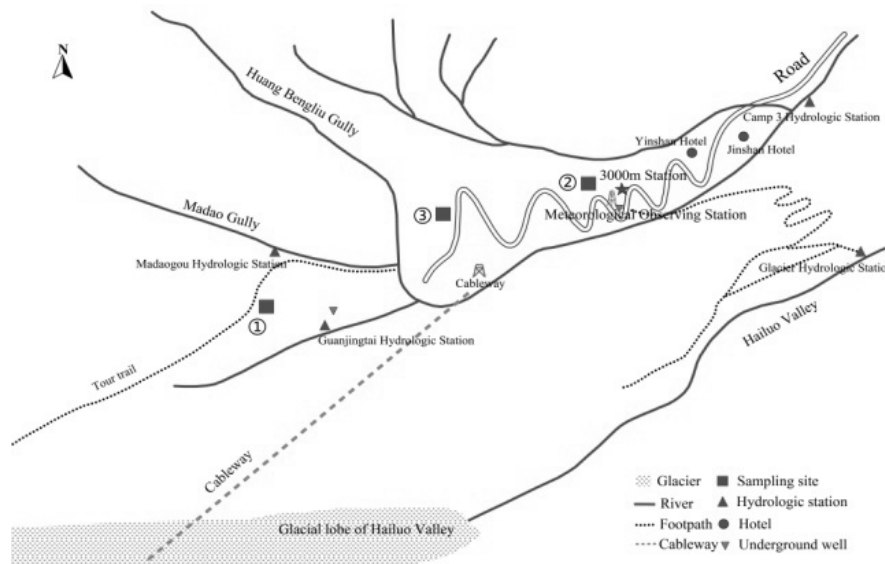 N
Huang Bengliu Gully
Road
Camp 3 Hydrologic Station
Yinshan Hotel
Jinshan Hotel
②
3000m Station
③
Meteorological Observing Station
Madao Gully
Madaogou Hydrologic Station
Cableway
Glacier Hydrologic Stati
①
Guanjingtai Hydrologic Station
Hailuo Valley
Tour trail
Cableway
Glacial lobe of Hailuo Valley
Glacier
Sampling site
River
Hydrologic station
Footpath
Hotel
Cableway
Underground well